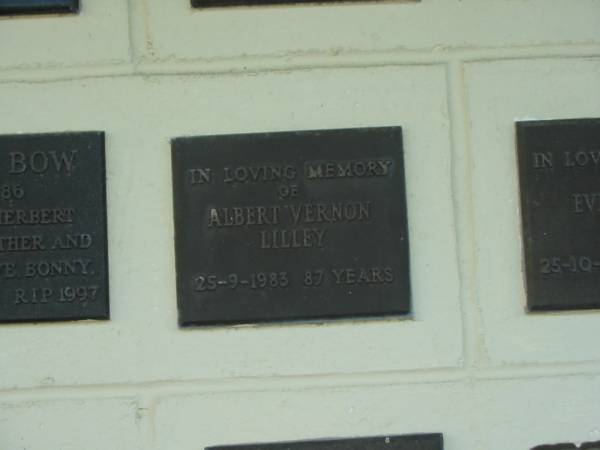 BOW
86
HERBERT
THER AND
BONNY.
RIP 1997
IN LOVING MEMORY
OF
ALBERT VERNON
LILLEY
25-9-1983 87 YEARS
IN LOV
EV
25-10-